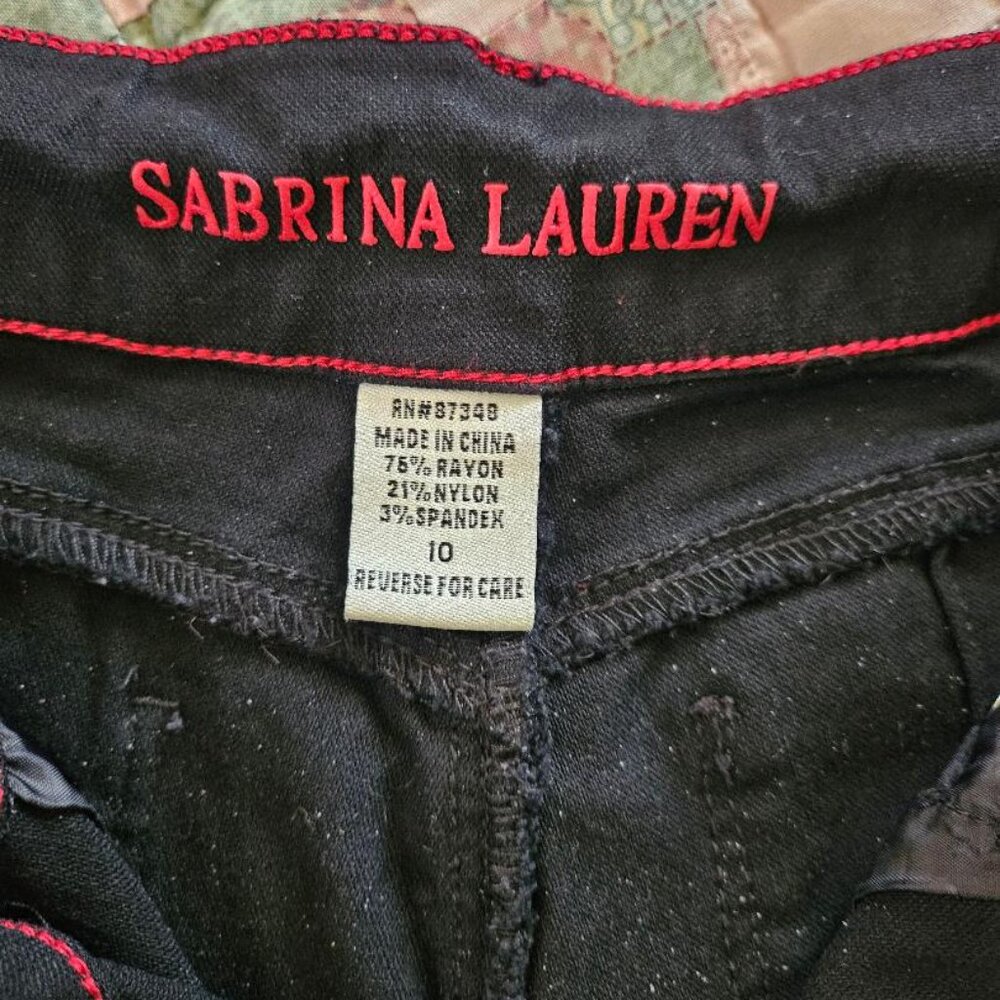 SABRINA LAUREN
RN#87348
MADE IN CHINA
76% RAYON
21% NYLON
3% SPANDEX
10
REVERSE FOR CARE